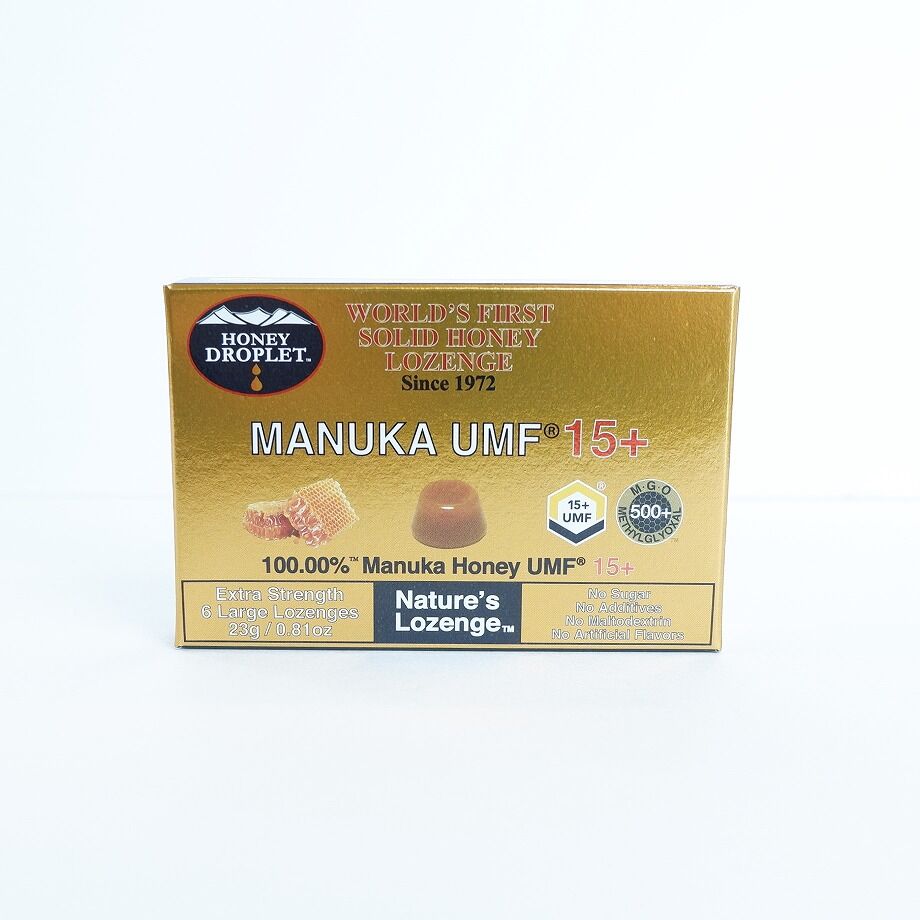 HONEY
DROPLET™
WORLD'S FIRST
SOLID HONEY
LOZENGE
Since 1972
MANUKA UMF® 15+
15+
UMF
®
M·G·O
500+
METHYLGLYOXAL
™
100.00%™ Manuka Honey UMF® 15+
Extra Strength
6 Large Lozenges
23g / 0.81oz
Nature's
Lozenge™
No Sugar
No Additives
No Maltodextrin
No Artificial Flavors